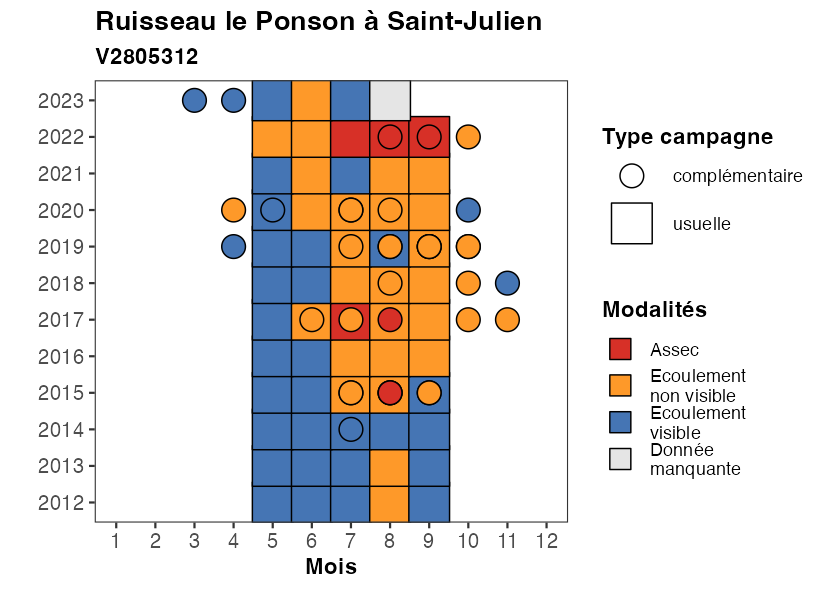 Ruisseau le Ponson à Saint-Julien
V2805312
2023
2022
2021
2020
2019
2018
2017
2016
2015
2014
2013
2012
1 2 3 4 5 6 7 8 9 10 11 12
Mois
Type campagne
complémentaire
usuelle
Modalités
Assec
Ecoulement
non visible
Ecoulement
visible
Donnée
manquante